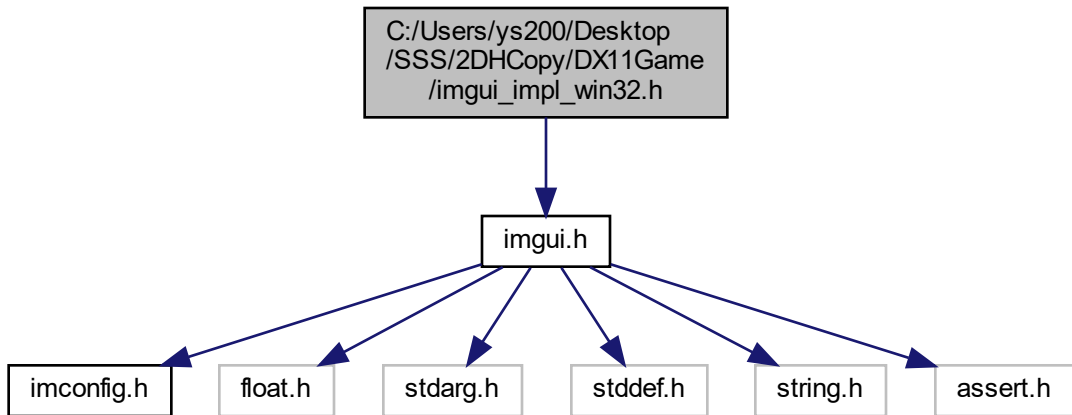 C:/Users/ys200/Desktop
/SSS/2DHCopy/DX11Game
/imgui_impl_win32.h
imgui.h
imconfig.h
float.h
stdarg.h
stddef.h
string.h
assert.h